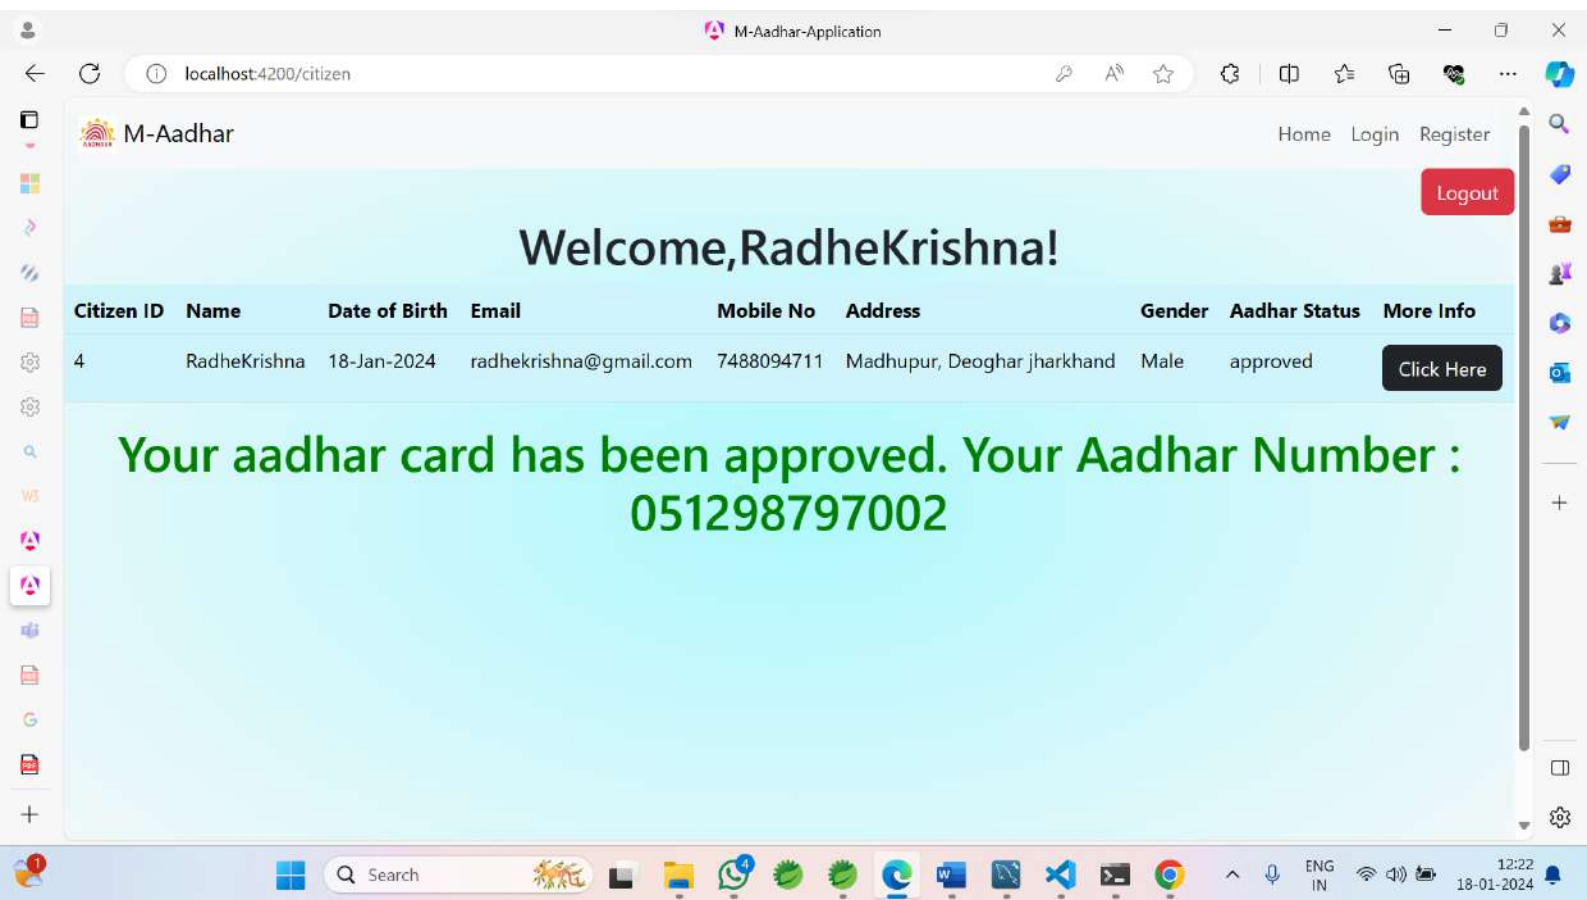 M-Aadhar-Application
localhost:4200/citizen
M-Aadhar
Home Login Register
Logout
Welcome,RadheKrishna!
Citizen ID Name Date of Birth Email Mobile No Address Gender Aadhar Status More Info
4 RadheKrishna 18-Jan-2024 radhekrishna@gmail.com 7488094711 Madhupur, Deoghar jharkhand Male approved Click Here
Your aadhar card has been approved. Your Aadhar Number :
051298797002
Search
ENG
IN
12:22
18-01-2024
1
4